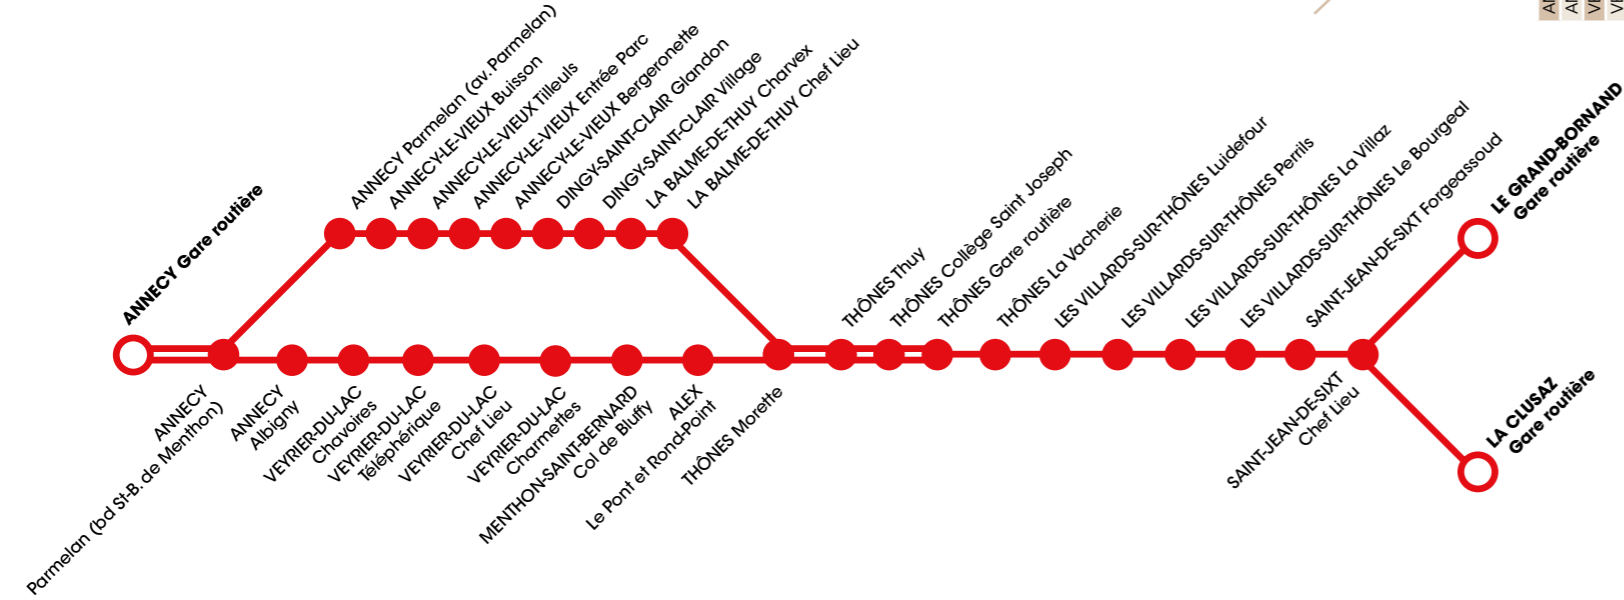 ANNECY Gare routière
ANNECY Parmelan (av. Parmelan)
ANNECY-LE-VIEUX Buisson
ANNECY-LE-VIEUX Tilleuls
ANNECY-LE-VIEUX Entrée Parc
ANNECY-LE-VIEUX Bergeronette
DINGY-SAINT-CLAIR Glandon
DINGY-SAINT-CLAIR Village
LA BALME-DE-THUY Charvex
LA BALME-DE-THUY Chef Lieu
ANNECY
Parmelan (bd St-B. de Menthon)
ANNECY
Albigny
VEYRIER-DU-LAC
Chavoires
VEYRIER-DU-LAC
Téléphérique
VEYRIER-DU-LAC
Chef Lieu
VEYRIER-DU-LAC
Charmettes
MENTHON-SAINT-BERNARD
Col de Bluffy
ALEX
Le Pont et Rond-Point
THÔNES Morette
THÔNES Thuy
THÔNES Collège Saint Joseph
THÔNES Gare routière
THÔNES La Vacherie
LES VILLARDS-SUR-THÔNES Luidefour
LES VILLARDS-SUR-THÔNES Perrils
LES VILLARDS-SUR-THÔNES La Villaz
LES VILLARDS-SUR-THÔNES Le Bourgeal
SAINT-JEAN-DE-SIXT Forgeassoud
SAINT-JEAN-DE-SIXT
Chef Lieu
LE GRAND-BORNAND
Gare routière
LA CLUSAZ
Gare routière